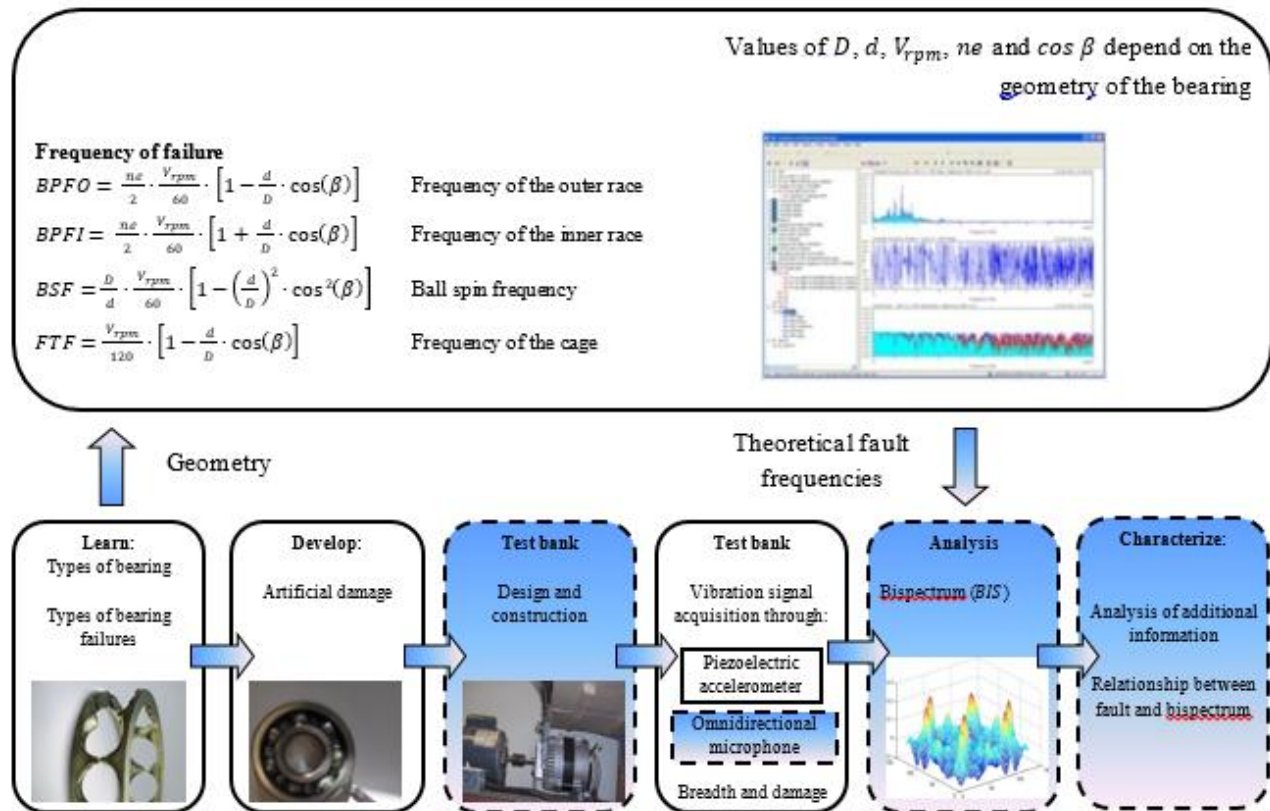 Values of D, d, V_rpm, ne and cos β depend on the
geometry of the bearing
Frequency of failure
BPFO = ne/2 · V_rpm/60 · [1 − d/D · cos(β)] Frequency of the outer race
BPFI = ne/2 · V_rpm/60 · [1 + d/D · cos(β)] Frequency of the inner race
BSF = D/d · V_rpm/60 · [1 − (d/D)² · cos²(β)] Ball spin frequency
FTF = V_rpm/120 · [1 − d/D · cos(β)] Frequency of the cage
Geometry
Theoretical fault
frequencies
Learn:
Types of bearing
Types of bearing
failures
Develop:
Artificial damage
Test bank
Design and
construction
Test bank
Vibration signal
acquisition through:
Piezoelectric
accelerometer
Omnidirectional
microphone
Breadth and damage
Analysis
Bispectrum (BIS)
Characterize:
Analysis of additional
information
Relationship between
fault and bispectrum